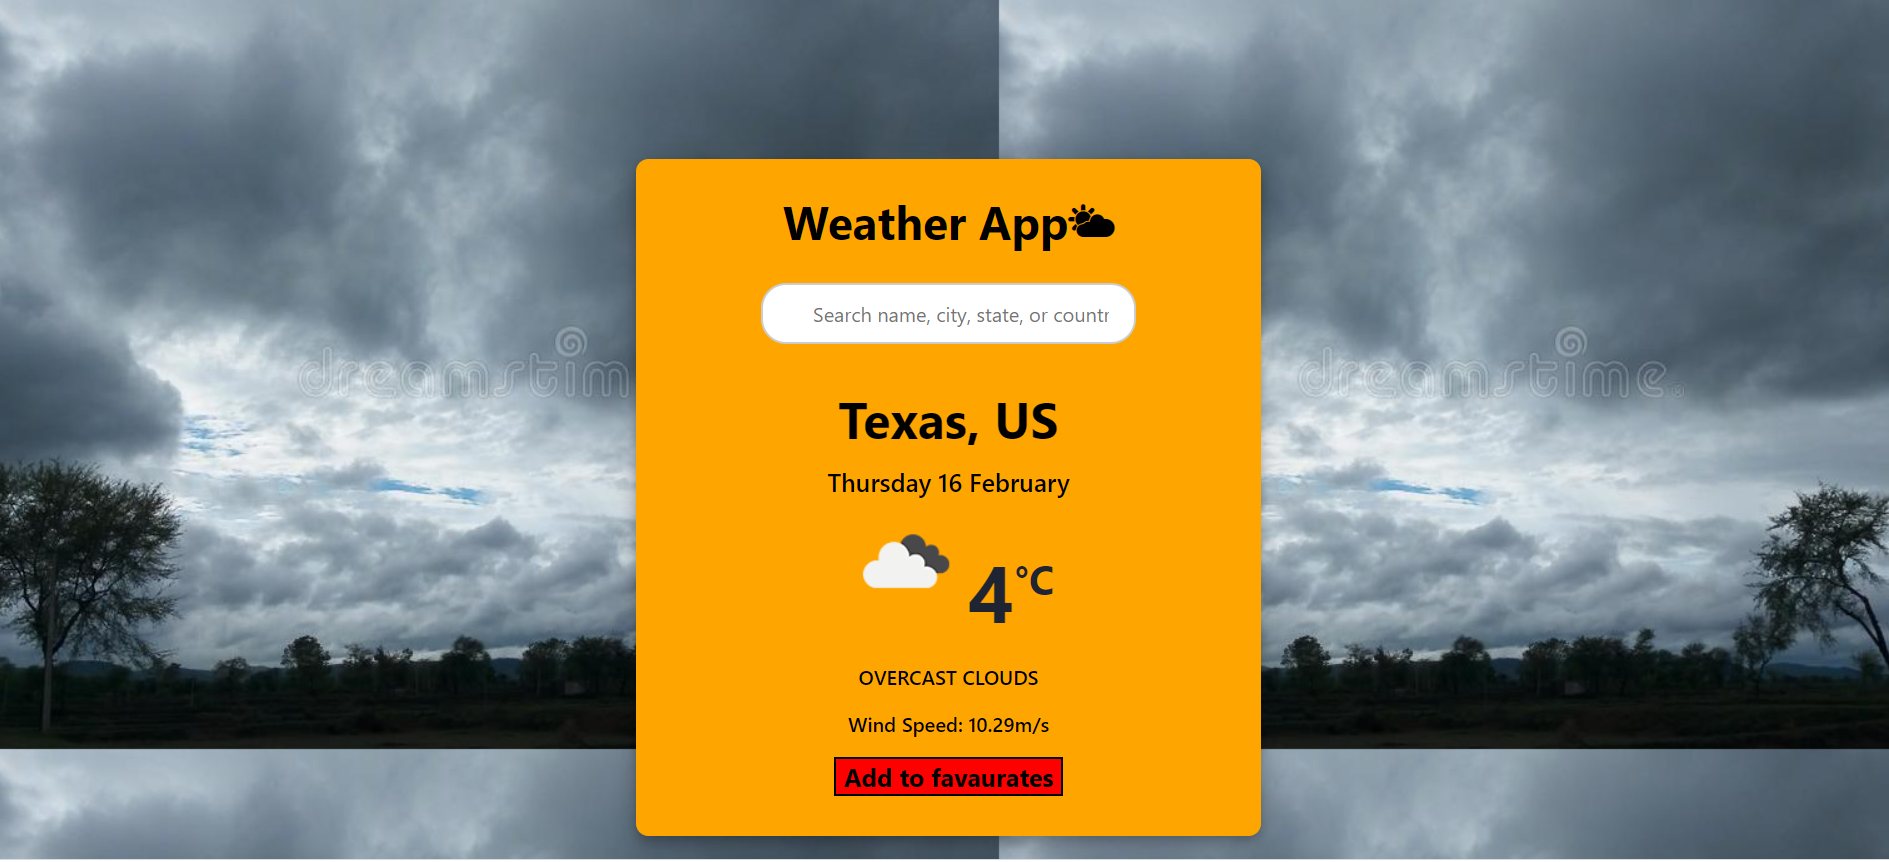 Weather App
Search name, city, state, or countr
dreamstim
dreamstime.
Texas, US
Thursday 16 February
4°C
OVERCAST CLOUDS
Wind Speed: 10.29m/s
Add to favaurates